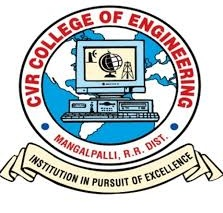 CVR COLLEGE OF ENGINEERING
MANGALPALLI, R.R. DIST.
INSTITUTION IN PURSUIT OF EXCELLENCE